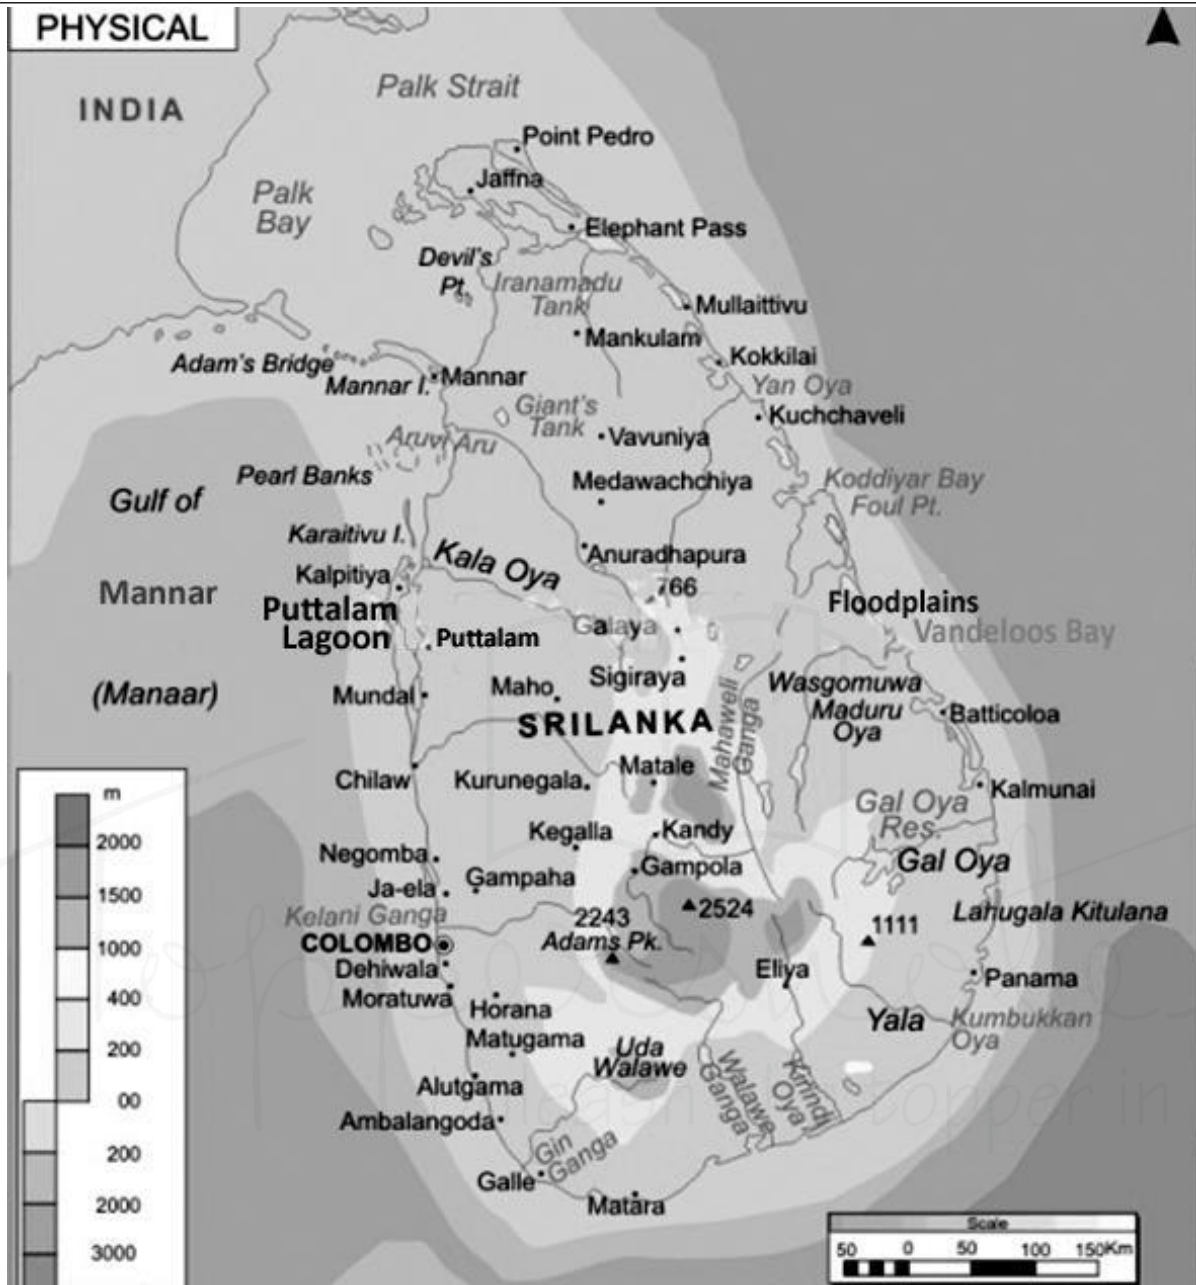 PHYSICAL
INDIA
Palk Strait
Point Pedro
Jaffna
Palk
Bay
Elephant Pass
Devil's
Pt.
Iranamadu
Tank
Mullaittivu
Mankulam
Kokkilai
Adam's Bridge
Mannar I.
Mannar
Yan Oya
Giant's
Tank
Kuchchaveli
Aruvi Aru
Vavuniya
Pearl Banks
Medawachchiya
Koddiyar Bay
Foul Pt.
Gulf of
Mannar
(Manaar)
Karaitivu I.
Kala Oya
Anuradhapura
Kalpitiya
766
Puttalam
Lagoon
Puttalam
Galaya
Floodplains
Vandeloos Bay
Sigiraya
Mundal
Maho
Wasgomuwa
Maduru
Oya
SRILANKA
Mahaweli
Ganga
Batticoloa
Chilaw
Kurunegala
Matale
Kalmunai
Gal Oya
Res.
Kegalla
Kandy
Negomba
Gampola
Gal Oya
Ja-ela
Gampaha
Kelani Ganga
2243
Adams Pk.
2524
1111
Lahugala Kitulana
COLOMBO
Dehiwala
Eliya
Panama
Moratuwa
Horana
Yala
Kumbukkan
Oya
Matugama
Uda
Walawe
Walawe
Ganga
Kirindi
Oya
Alutgama
Ambalangoda
Gin
Ganga
Galle
Matara
m
2000
1500
1000
400
200
00
200
2000
3000
Scale
50 0 50 100 150Km